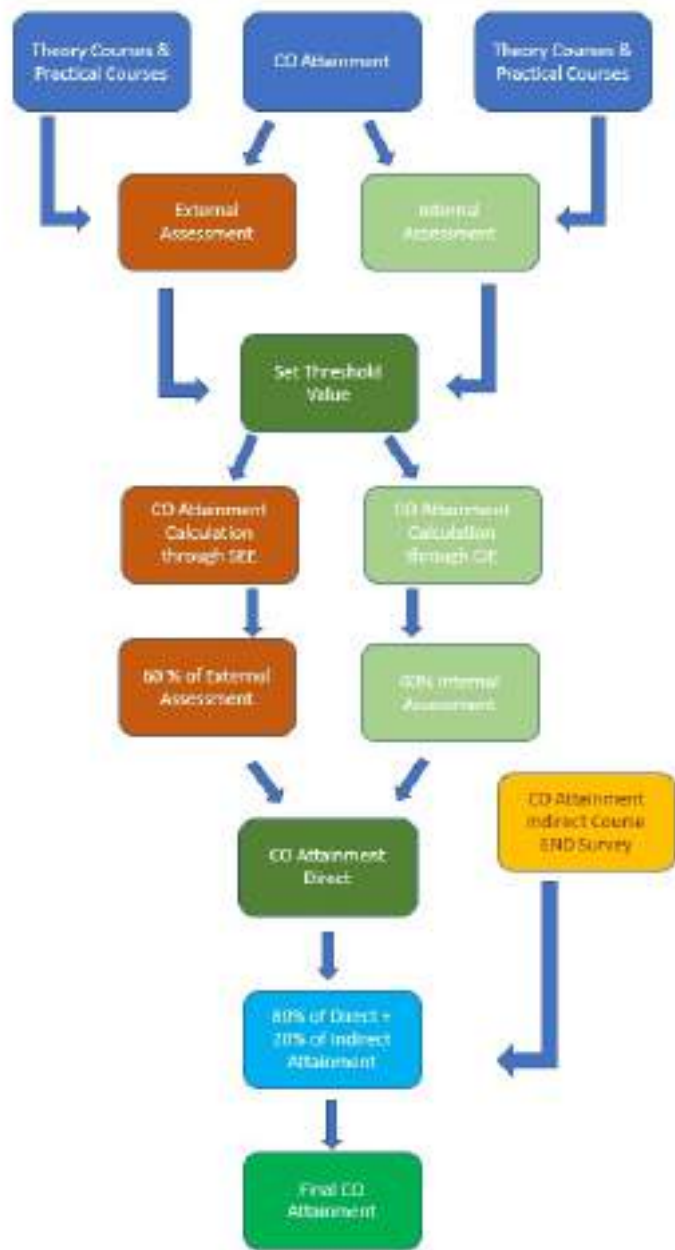 Theory Courses &
Practical Courses
CO Attainment
Theory Courses &
Practical Courses
External
Assessment
Internal
Assessment
Set Threshold
Value
CO Attainment
Calculation
through SEE
CO Attainment
Calculation
through CIE
60 % of External
Assessment
40% Internal
Assessment
CO Attainment
Indirect Course
END Survey
CO Attainment
Direct
80% of Direct +
20% of Indirect
Attainment
Final CO
Attainment